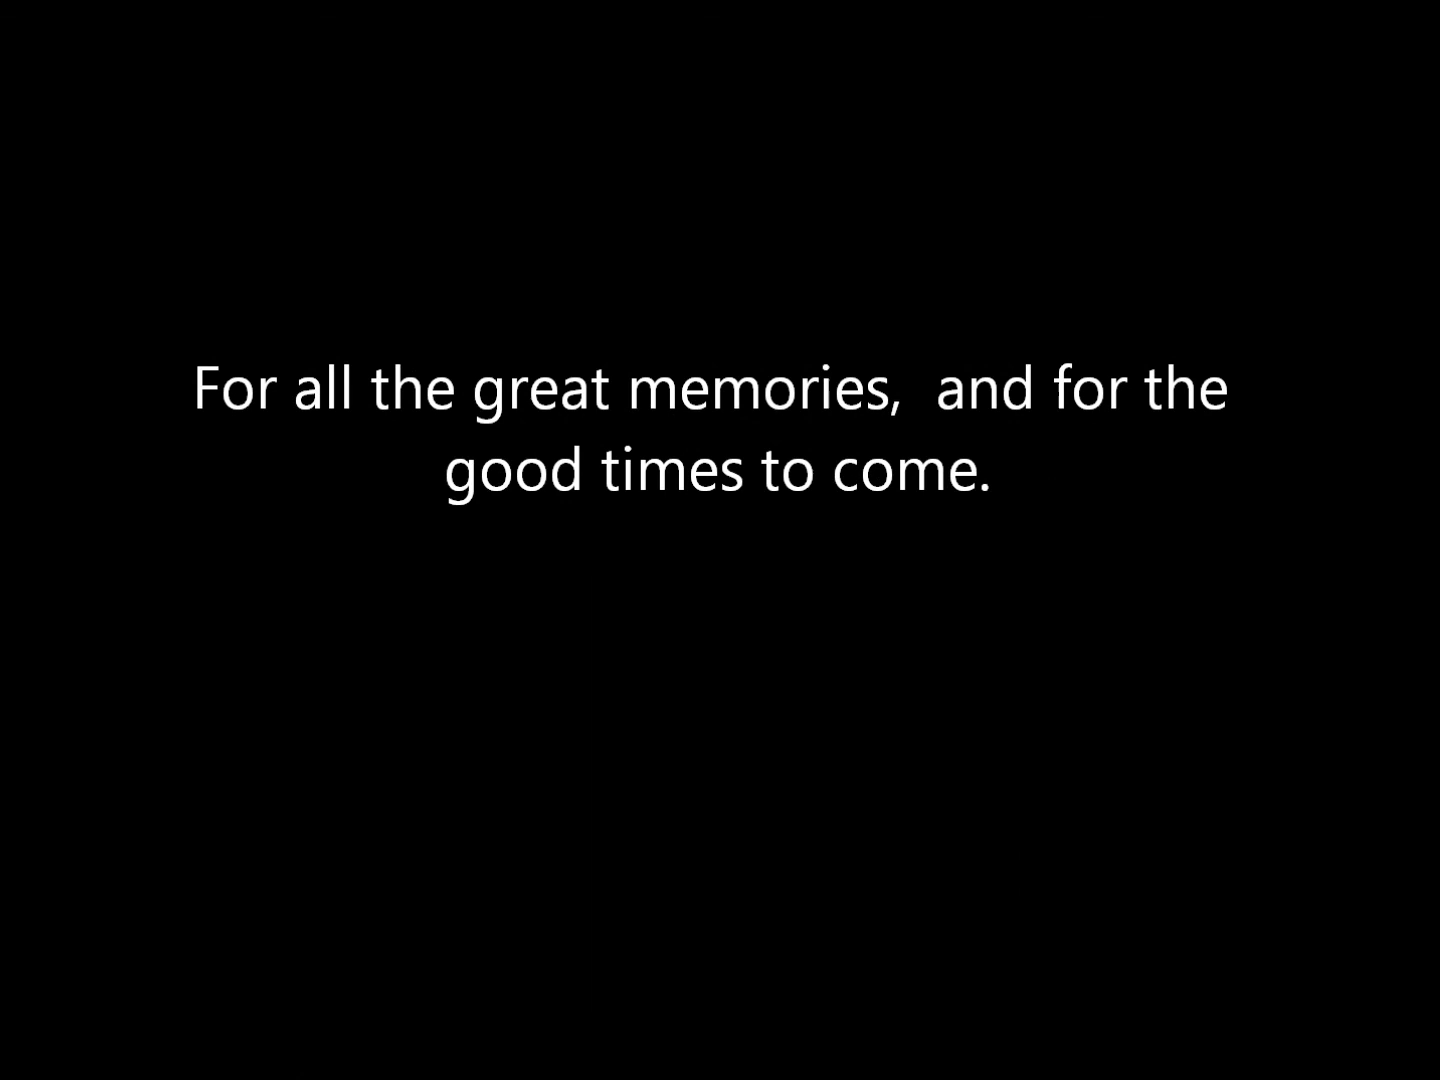 For all the great memories,  and for the
good times to come.